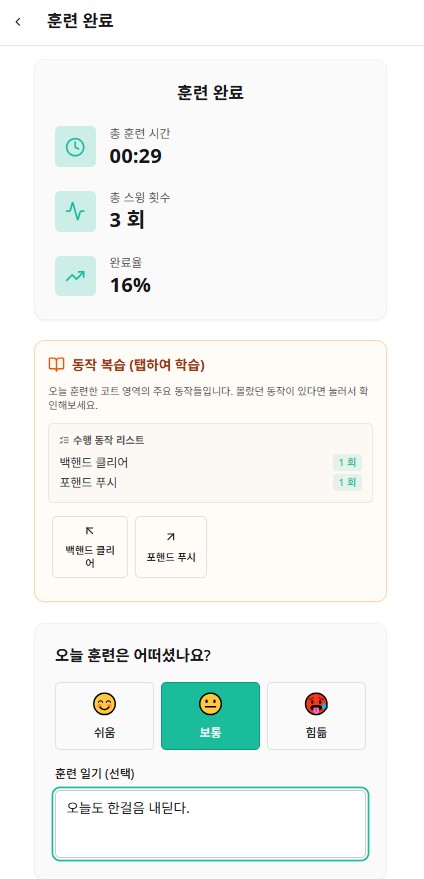 훈련 완료
훈련 완료
총 훈련 시간
00:29
총 스윙 횟수
3 회
완료율
16%
동작 복습 (탭하여 학습)
오늘 훈련한 코트 영역의 주요 동작들입니다. 몰랐던 동작이 있다면 눌러서 확
인해보세요.
수행 동작 리스트
백핸드 클리어
1 회
포핸드 푸시
1 회
백핸드 클리
어
포핸드 푸시
오늘 훈련은 어떠셨나요?
쉬움
보통
힘듦
훈련 일기 (선택)
오늘도 한걸음 내딛다.